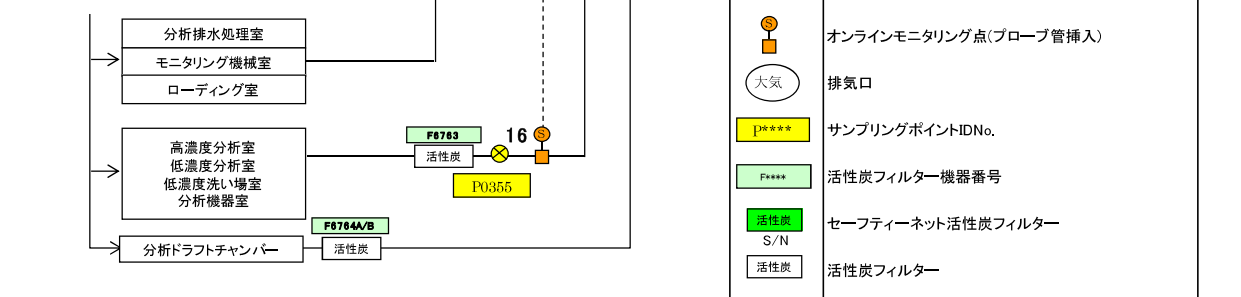 分析排水処理室
モニタリング機械室
ローディング室
高濃度分析室
低濃度分析室
低濃度洗い場室
分析機器室
F6763
活性炭
16
S
P0355
F6764A/B
分析ドラフトチャンバー
活性炭
S
オンラインモニタリング点(プローブ管挿入)
大気
排気口
P****
サンプリングポイントIDNo.
F****
活性炭フィルター機器番号
活性炭
セーフティーネット活性炭フィルター
S/N
活性炭
活性炭フィルター